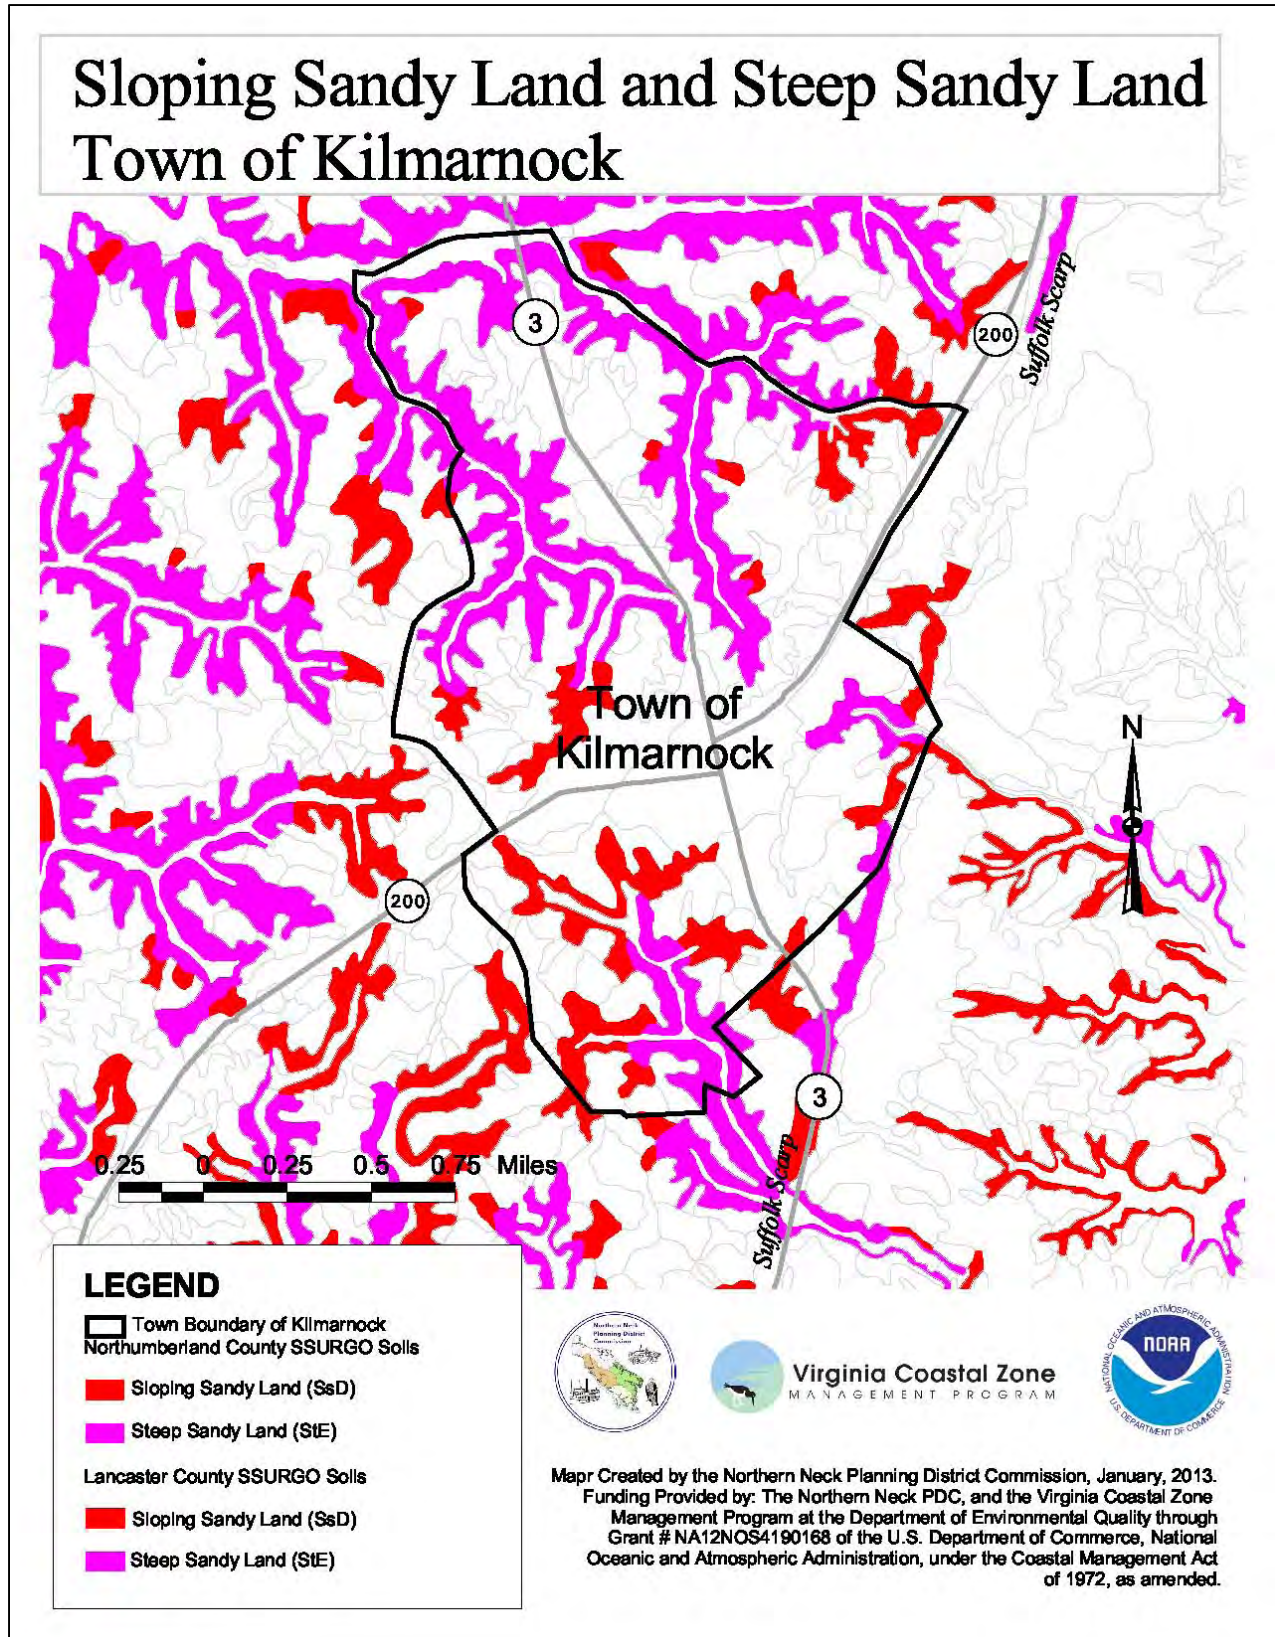 Sloping Sandy Land and Steep Sandy Land
Town of Kilmarnock
3
200
Suffolk Scarp
Town of
Kilmarnock
N
200
3
Suffolk Scarp
0.25 0 0.25 0.5 0.75 Miles
LEGEND
Town Boundary of Kilmarnock
Northumberland County SSURGO Soils
Sloping Sandy Land (SsD)
Steep Sandy Land (StE)
Lancaster County SSURGO Soils
Sloping Sandy Land (SsD)
Steep Sandy Land (StE)
Northern Neck
Planning District
Commission
Virginia Coastal Zone
MANAGEMENT PROGRAM
NATIONAL OCEANIC AND ATMOSPHERIC ADMINISTRATION
NOAA
U.S. DEPARTMENT OF COMMERCE
Mapr Created by the Northern Neck Planning District Commission, January, 2013.
Funding Provided by: The Northern Neck PDC, and the Virginia Coastal Zone
Management Program at the Department of Environmental Quality through
Grant # NA12NOS4190168 of the U.S. Department of Commerce, National
Oceanic and Atmospheric Administration, under the Coastal Management Act
of 1972, as amended.